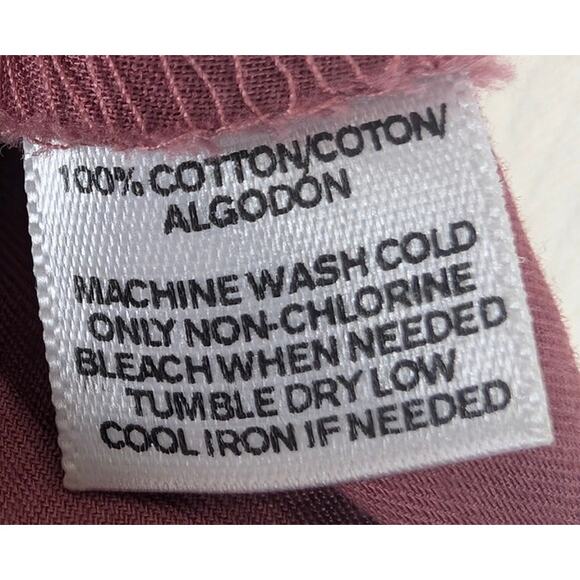 100% COTTON/COTON/
ALGODÓN
MACHINE WASH COLD
ONLY NON-CHLORINE
BLEACH WHEN NEEDED
TUMBLE DRY LOW
COOL IRON IF NEEDED